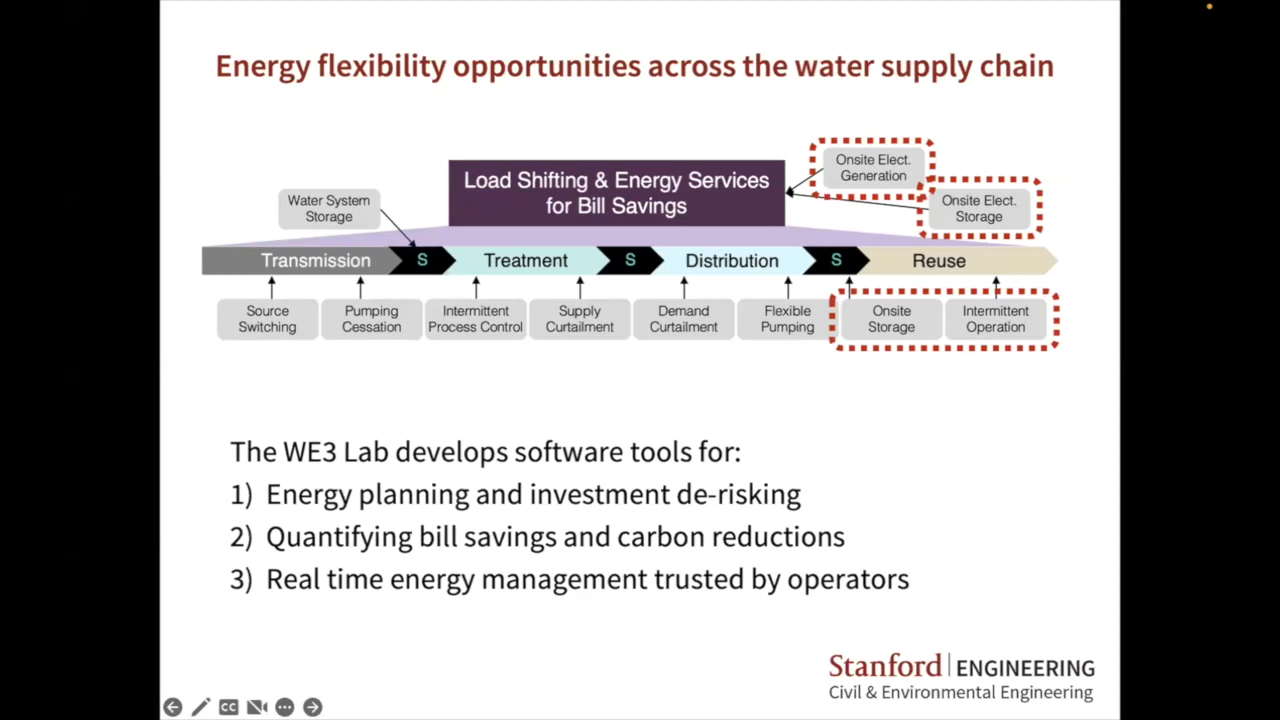 Energy flexibility opportunities across the water supply chain
Onsite Elect.
Generation
Load Shifting & Energy Services
for Bill Savings
Water System
Storage
Onsite Elect.
Storage
Transmission
S
Treatment
S
Distribution
S
Reuse
Source
Switching
Pumping
Cessation
Intermittent
Process Control
Supply
Curtailment
Demand
Curtailment
Flexible
Pumping
Onsite
Storage
Intermittent
Operation
The WE3 Lab develops software tools for:
1) Energy planning and investment de-risking
2) Quantifying bill savings and carbon reductions
3) Real time energy management trusted by operators
Stanford | ENGINEERING
Civil & Environmental Engineering
CC